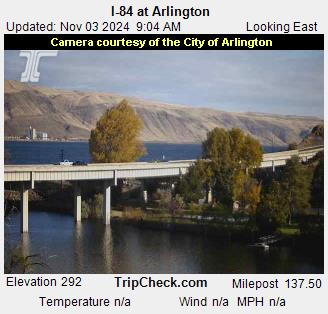 I-84 at Arlington
Updated: Nov 03 2024 9:04 AM Looking East
Camera courtesy of the City of Arlington
Elevation 292 TripCheck.com Milepost 137.50
Temperature n/a Wind n/a MPH n/a